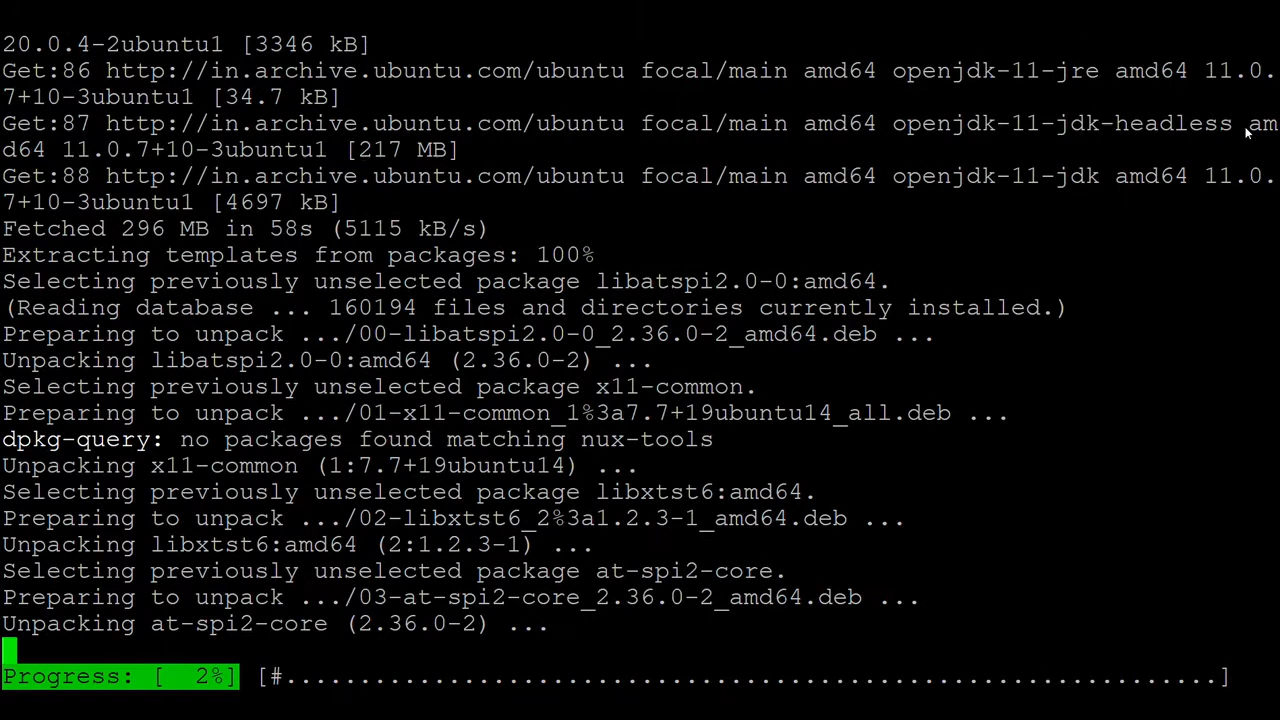 20.0.4-2ubuntu1 [3346 kB]
Get:86 http://in.archive.ubuntu.com/ubuntu focal/main amd64 openjdk-11-jre amd64 11.0.
7+10-3ubuntu1 [34.7 kB]
Get:87 http://in.archive.ubuntu.com/ubuntu focal/main amd64 openjdk-11-jdk-headless am
d64 11.0.7+10-3ubuntu1 [217 MB]
Get:88 http://in.archive.ubuntu.com/ubuntu focal/main amd64 openjdk-11-jdk amd64 11.0.
7+10-3ubuntu1 [4697 kB]
Fetched 296 MB in 58s (5115 kB/s)
Extracting templates from packages: 100%
Selecting previously unselected package libatspi2.0-0:amd64.
(Reading database ... 160194 files and directories currently installed.)
Preparing to unpack .../00-libatspi2.0-0_2.36.0-2_amd64.deb ...
Unpacking libatspi2.0-0:amd64 (2.36.0-2) ...
Selecting previously unselected package x11-common.
Preparing to unpack .../01-x11-common_1%3a7.7+19ubuntu14_all.deb ...
dpkg-query: no packages found matching nux-tools
Unpacking x11-common (1:7.7+19ubuntu14) ...
Selecting previously unselected package libxtst6:amd64.
Preparing to unpack .../02-libxtst6_2%3a1.2.3-1_amd64.deb ...
Unpacking libxtst6:amd64 (2:1.2.3-1) ...
Selecting previously unselected package at-spi2-core.
Preparing to unpack .../03-at-spi2-core_2.36.0-2_amd64.deb ...
Unpacking at-spi2-core (2.36.0-2) ...
Progress: [  2%] [#...............................................................]